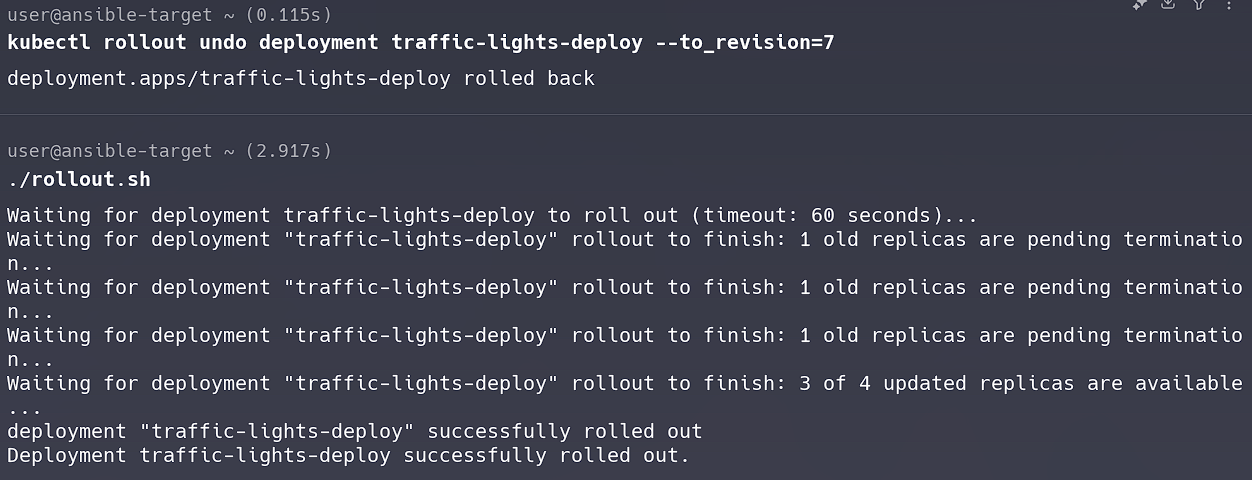 user@ansible-target ~ (0.115s)
kubectl rollout undo deployment traffic-lights-deploy --to_revision=7
deployment.apps/traffic-lights-deploy rolled back
user@ansible-target ~ (2.917s)
./rollout.sh
Waiting for deployment traffic-lights-deploy to roll out (timeout: 60 seconds)...
Waiting for deployment "traffic-lights-deploy" rollout to finish: 1 old replicas are pending terminatio
n...
Waiting for deployment "traffic-lights-deploy" rollout to finish: 1 old replicas are pending terminatio
n...
Waiting for deployment "traffic-lights-deploy" rollout to finish: 1 old replicas are pending terminatio
n...
Waiting for deployment "traffic-lights-deploy" rollout to finish: 3 of 4 updated replicas are available
...
deployment "traffic-lights-deploy" successfully rolled out
Deployment traffic-lights-deploy successfully rolled out.